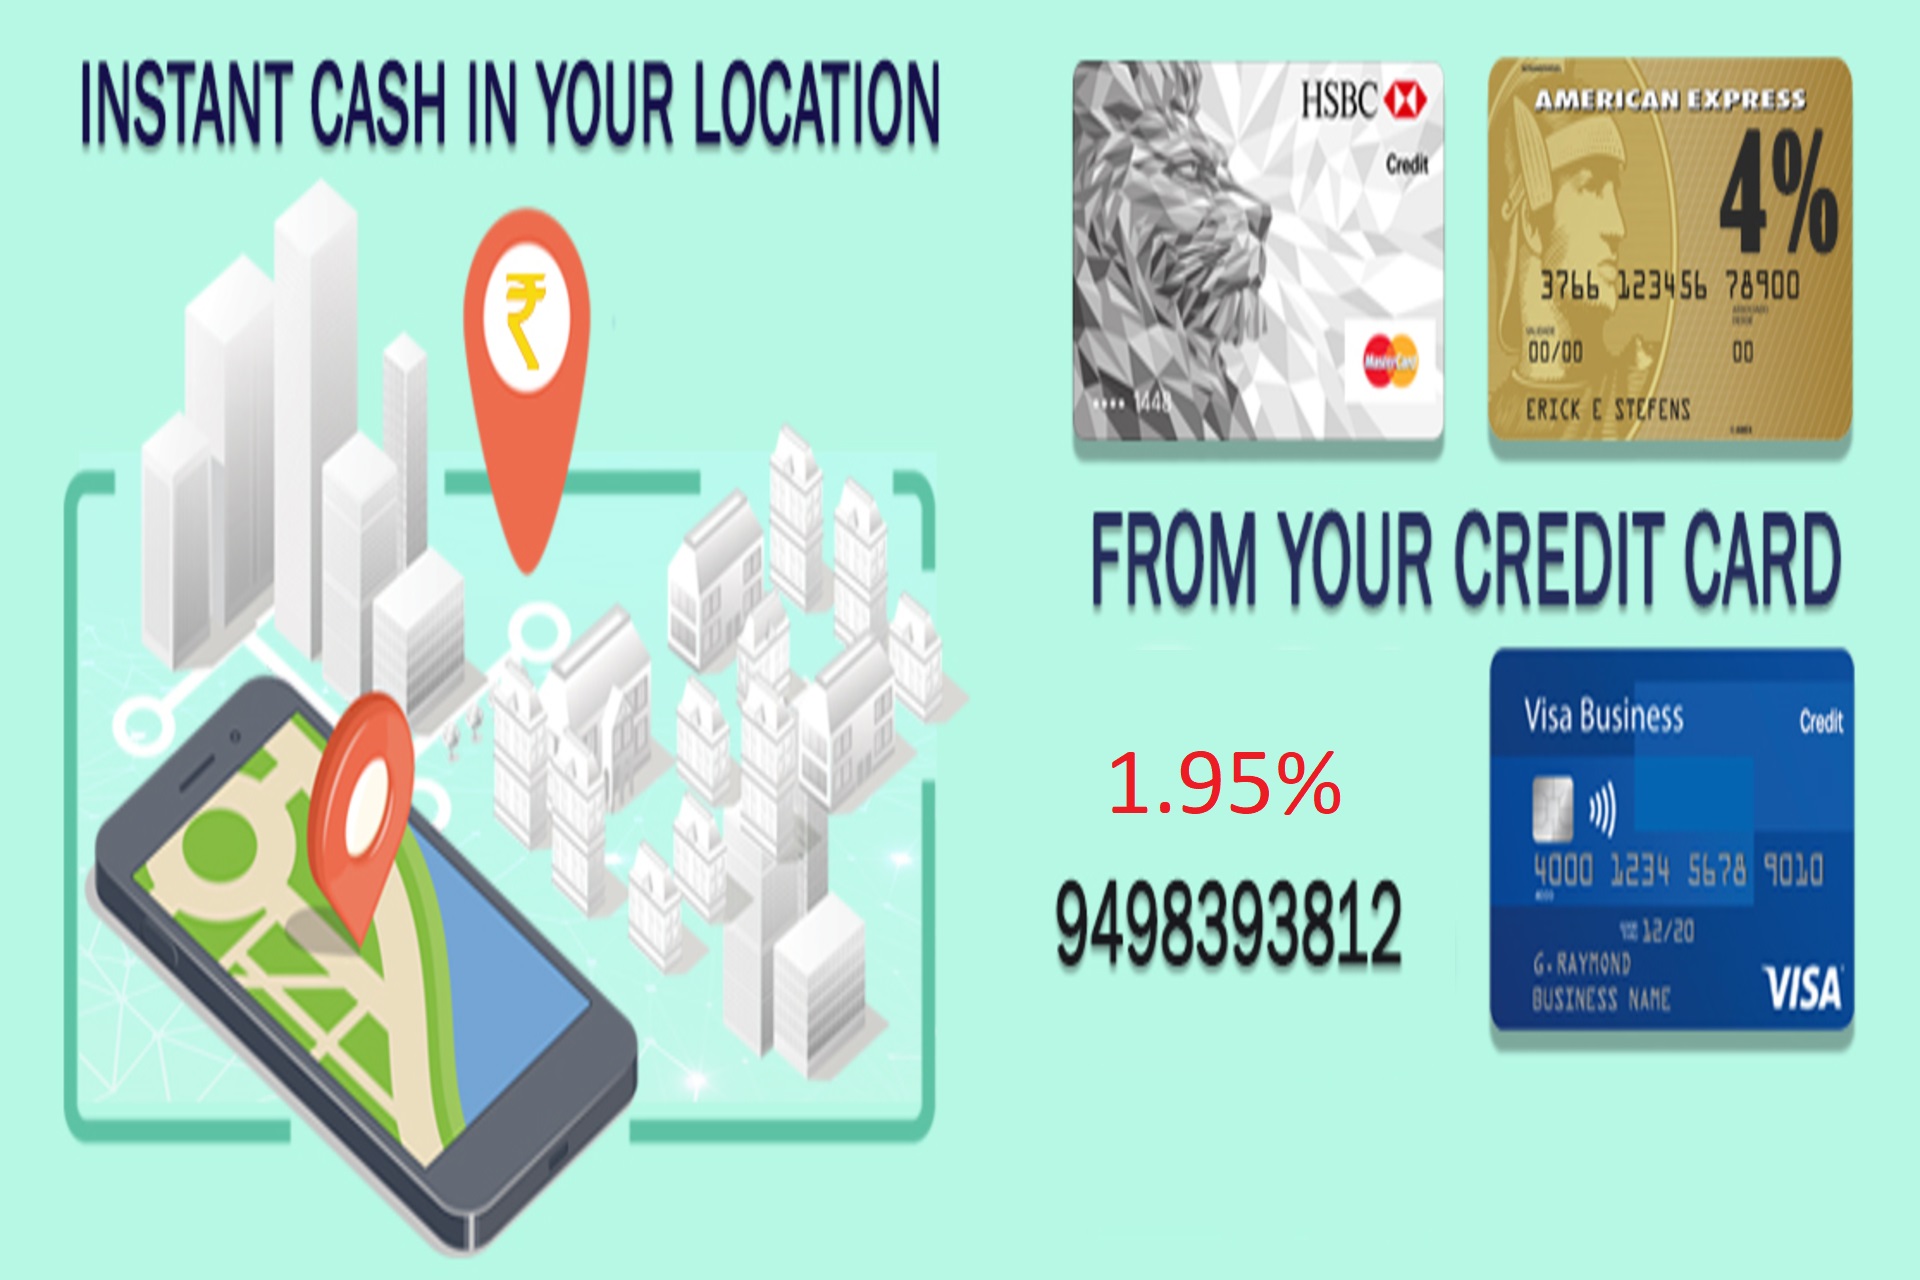 INSTANT CASH IN YOUR LOCATION
₹
HSBC
Credit
MasterCard
1448
AMERICAN EXPRESS
4%
3766 123456 78900
00/00 00
ERICK E STEFENS
FROM YOUR CREDIT CARD
1.95%
9498393812
Visa Business
Credit
4000 1234 5678 9010
12/20
G.RAYMOND
BUSINESS NAME
VISA